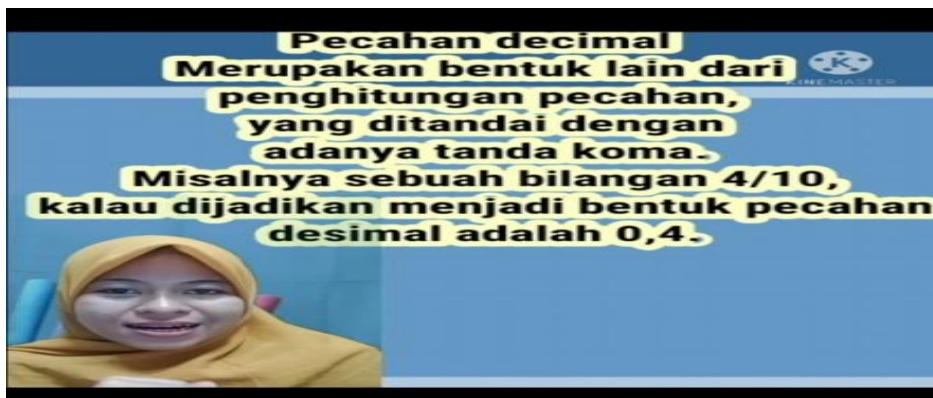 Pecahan decimal
Merupakan bentuk lain dari
KINEMASTER
penghitungan pecahan,
yang ditandai dengan
adanya tanda koma.
Misalnya sebuah bilangan 4/10,
kalau dijadikan menjadi bentuk pecahan
desimal adalah 0,4.